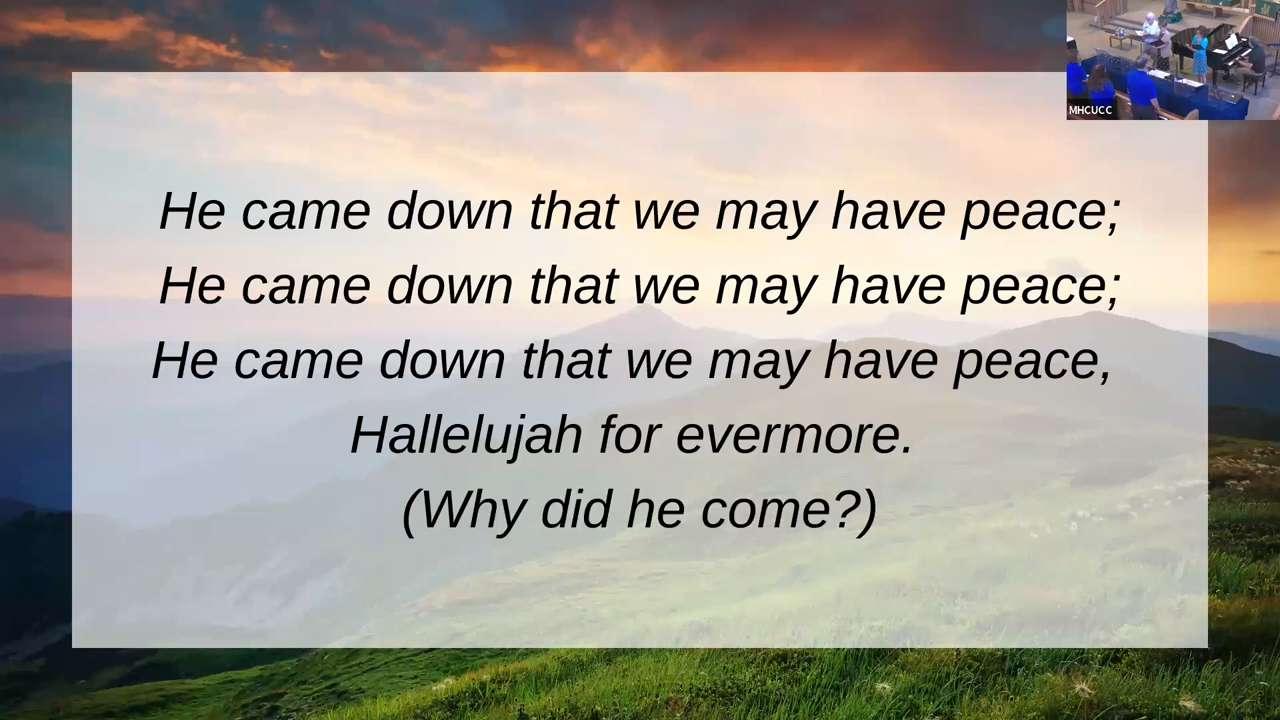 MHCUCC
He came down that we may have peace;
He came down that we may have peace;
He came down that we may have peace,
Hallelujah for evermore.
(Why did he come?)